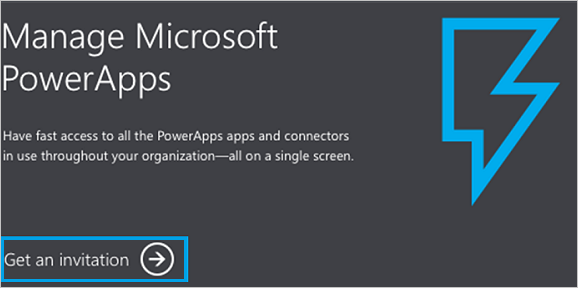 Manage Microsoft
PowerApps
Have fast access to all the PowerApps apps and connectors
in use throughout your organization—all on a single screen.
Get an invitation